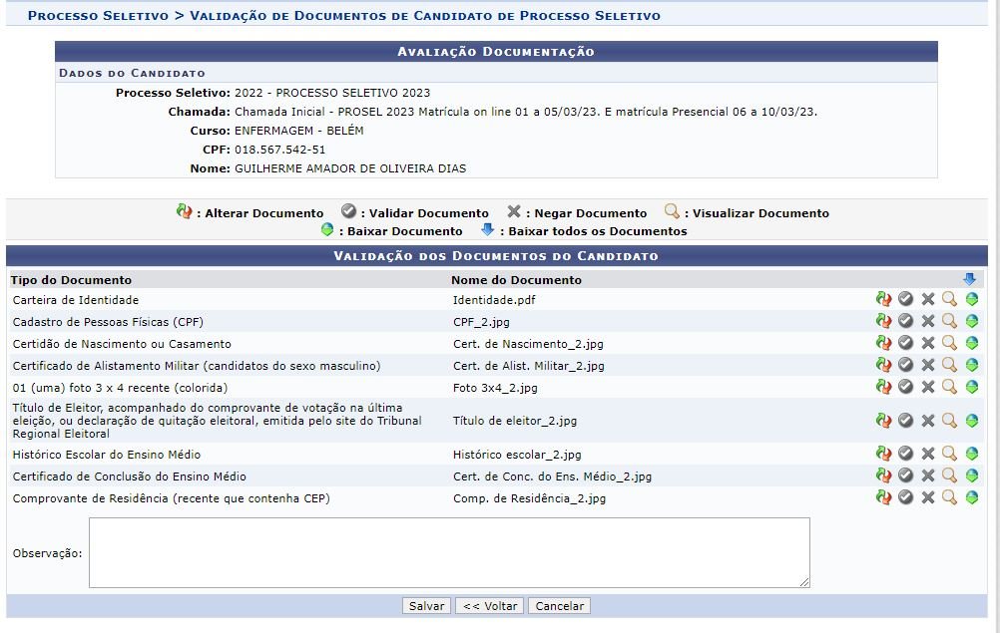 Processo Seletivo > Validação de Documentos de Candidato de Processo Seletivo
Avaliação Documentação
Dados do Candidato
Processo Seletivo: 2022 - PROCESSO SELETIVO 2023
Chamada: Chamada Inicial - PROSEL 2023 Matrícula on line 01 a 05/03/23. E matrícula Presencial 06 a 10/03/23.
Curso: ENFERMAGEM - BELÉM
CPF: 018.567.542-51
Nome: GUILHERME AMADOR DE OLIVEIRA DIAS
: Alterar Documento : Validar Documento : Negar Documento : Visualizar Documento
: Baixar Documento : Baixar todos os Documentos
Validação dos Documentos do Candidato
Tipo do Documento Nome do Documento
Carteira de Identidade Identidade.pdf
Cadastro de Pessoas Físicas (CPF) CPF_2.jpg
Certidão de Nascimento ou Casamento Cert. de Nascimento_2.jpg
Certificado de Alistamento Militar (candidatos do sexo masculino) Cert. de Alist. Militar_2.jpg
01 (uma) foto 3 x 4 recente (colorida) Foto 3x4_2.jpg
Título de Eleitor, acompanhado do comprovante de votação na última
eleição, ou declaração de quitação eleitoral, emitida pelo site do Tribunal Título de eleitor_2.jpg
Regional Eleitoral
Histórico Escolar do Ensino Médio Histórico escolar_2.jpg
Certificado de Conclusão do Ensino Médio Cert. de Conc. do Ens. Médio_2.jpg
Comprovante de Residência (recente que contenha CEP) Comp. de Residência_2.jpg
Observação:
Salvar << Voltar Cancelar